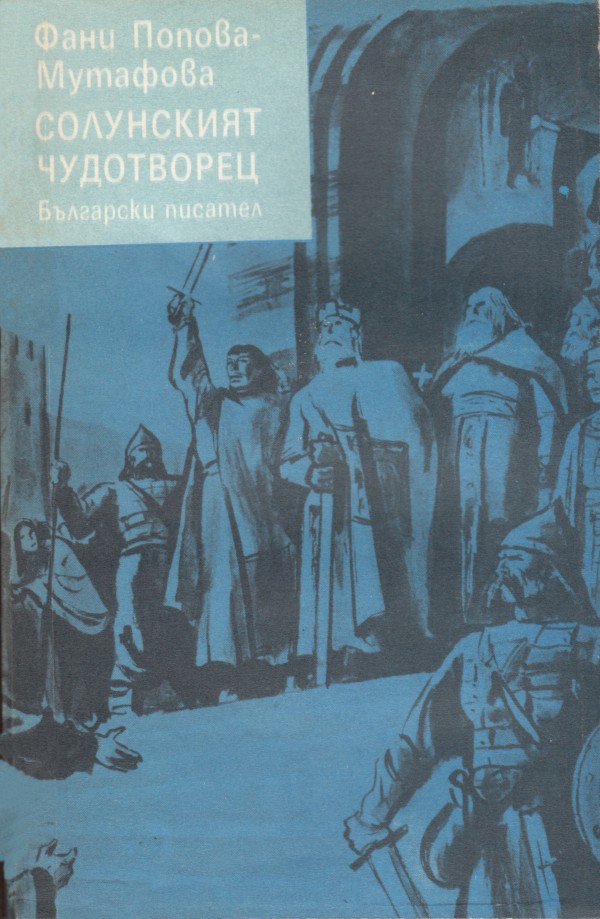 Фани Попова-
Мутафова
СОЛУНСКИЯТ
ЧУДОТВОРЕЦ
Български писател